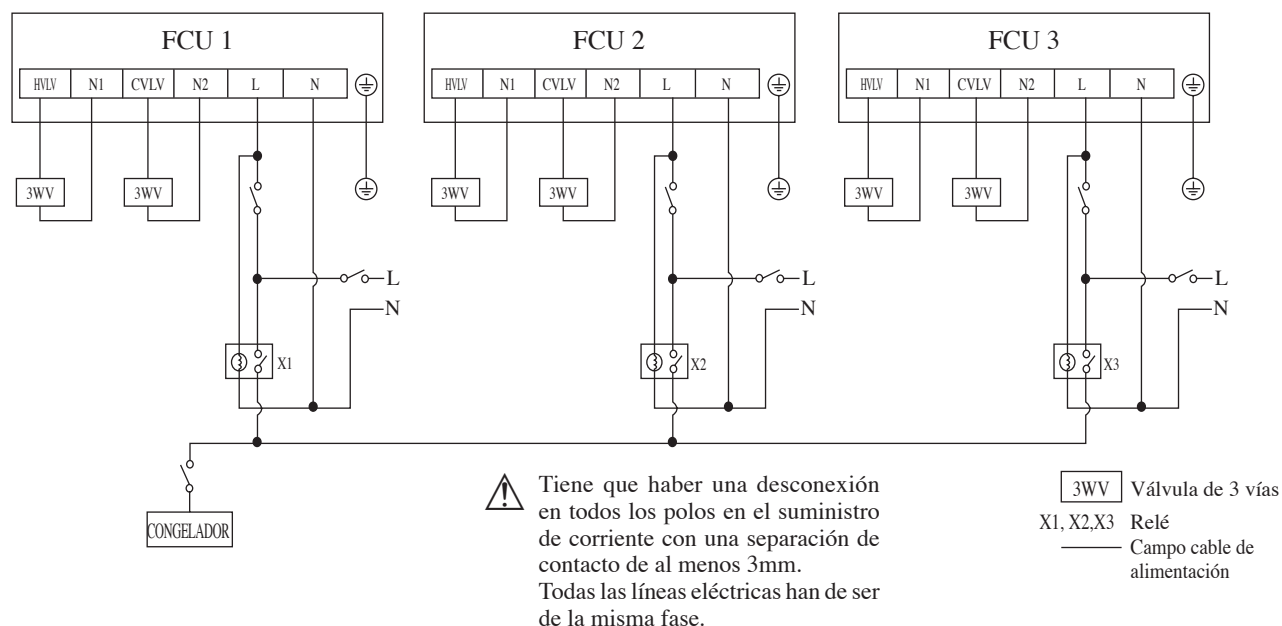 FCU 1
FCU 2
FCU 3
HVLV N1 CVLV N2 L N
HVLV N1 CVLV N2 L N
HVLV N1 CVLV N2 L N
3WV 3WV
3WV 3WV
3WV 3WV
L
N
L
N
L
N
X1
X2
X3
CONGELADOR
Tiene que haber una desconexión
en todos los polos en el suministro
de corriente con una separación de
contacto de al menos 3mm.
Todas las líneas eléctricas han de ser
de la misma fase.
3WV Válvula de 3 vías
X1, X2,X3 Relé
Campo cable de
alimentación